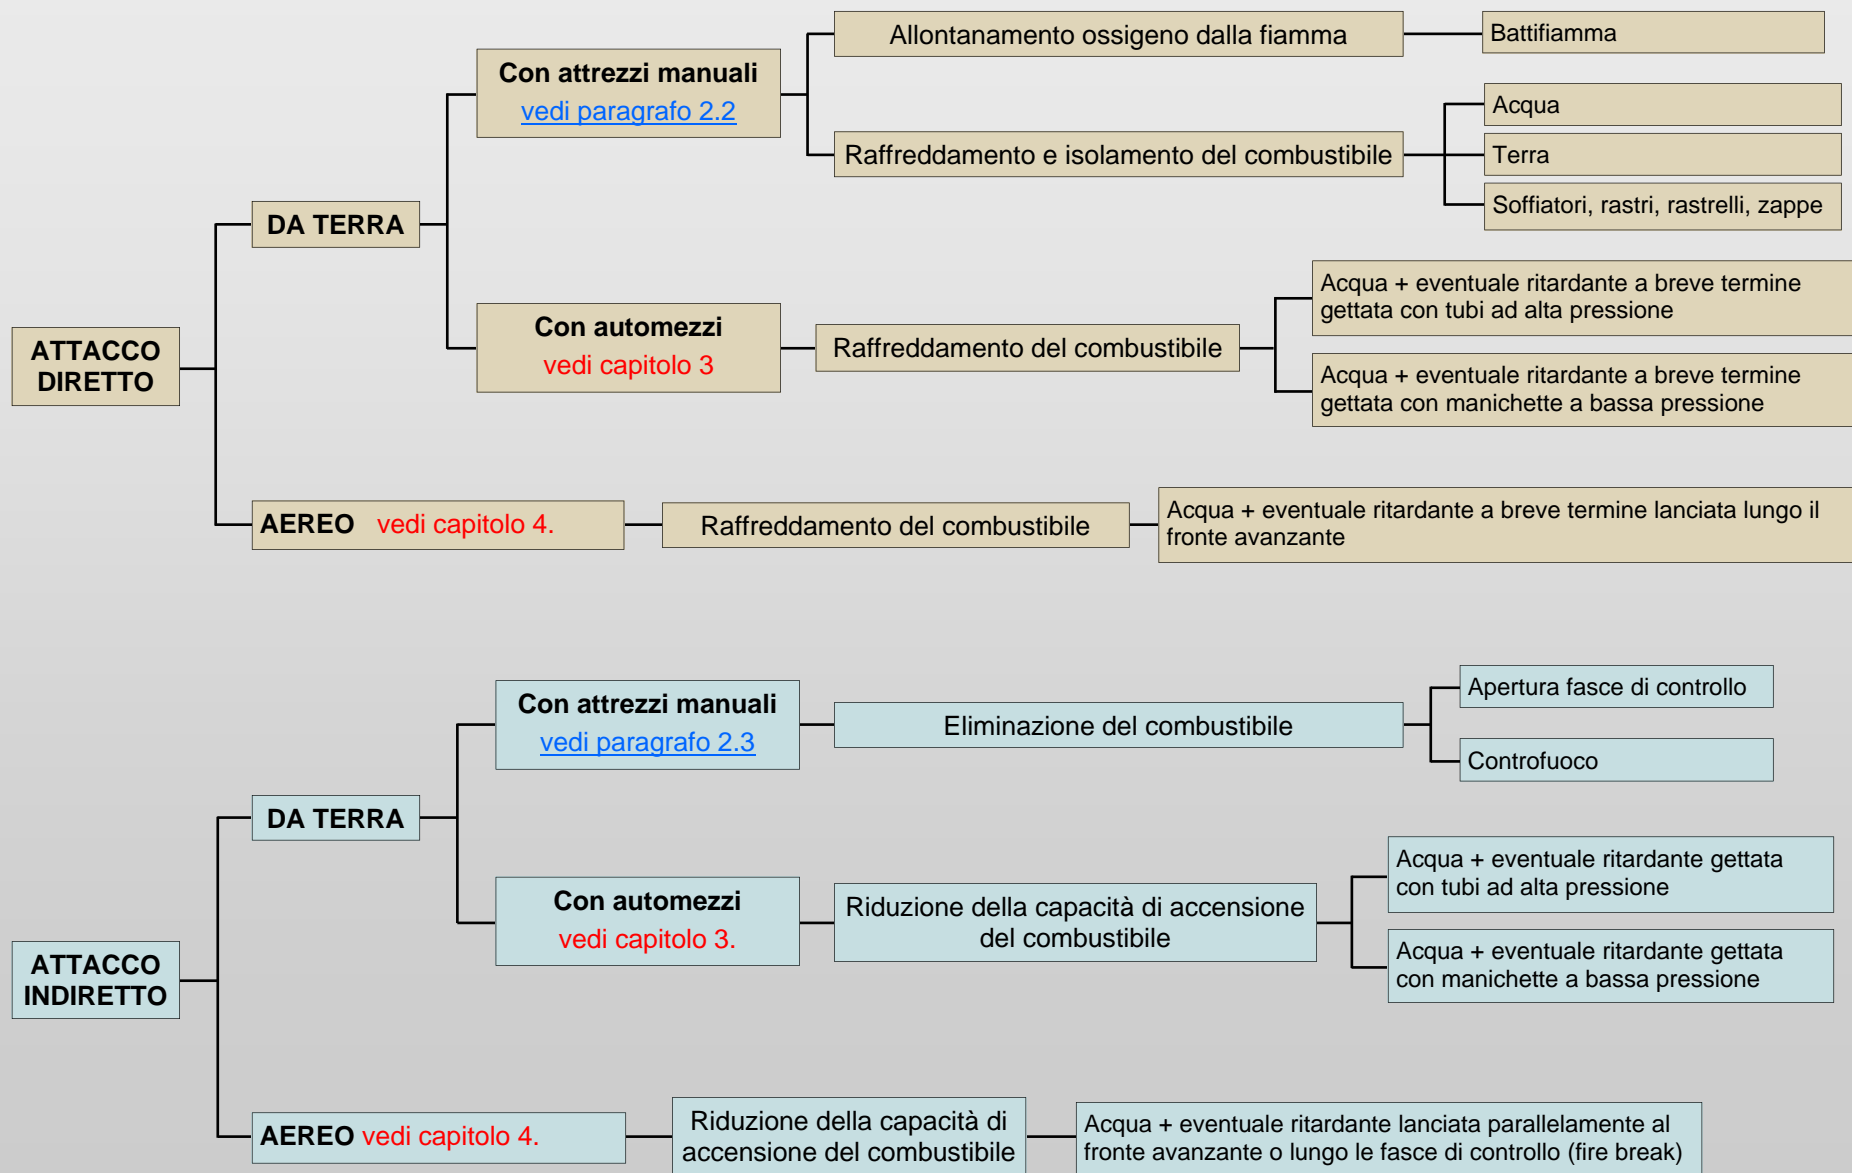 ATTACCO
DIRETTO
DA TERRA
Con attrezzi manuali
vedi paragrafo 2.2
Allontanamento ossigeno dalla fiamma
Battifiamma
Raffreddamento e isolamento del combustibile
Acqua
Terra
Soffiatori, rastri, rastrelli, zappe
Con automezzi
vedi capitolo 3
Raffreddamento del combustibile
Acqua + eventuale ritardante a breve termine
gettata con tubi ad alta pressione
Acqua + eventuale ritardante a breve termine
gettata con manichette a bassa pressione
AEREO vedi capitolo 4.
Raffreddamento del combustibile
Acqua + eventuale ritardante a breve termine lanciata lungo il
fronte avanzante
ATTACCO
INDIRETTO
DA TERRA
Con attrezzi manuali
vedi paragrafo 2.3
Eliminazione del combustibile
Apertura fasce di controllo
Controfuoco
Con automezzi
vedi capitolo 3.
Riduzione della capacità di accensione
del combustibile
Acqua + eventuale ritardante gettata
con tubi ad alta pressione
Acqua + eventuale ritardante gettata
con manichette a bassa pressione
AEREO vedi capitolo 4.
Riduzione della capacità di
accensione del combustibile
Acqua + eventuale ritardante lanciata parallelamente al
fronte avanzante o lungo le fasce di controllo (fire break)